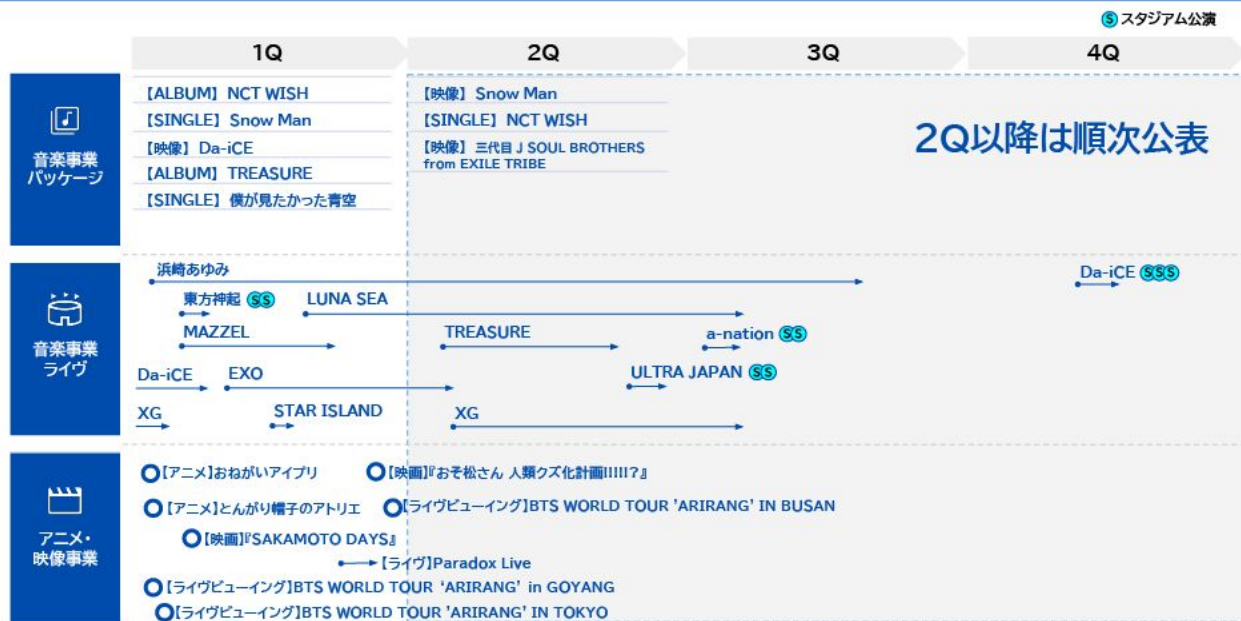 Ⓢスタジアム公演
1Q
2Q
3Q
4Q
音楽事業
パッケージ
【ALBUM】NCT WISH
【SINGLE】Snow Man
【映像】Da-iCE
【ALBUM】TREASURE
【SINGLE】僕が見たかった青空
【映像】Snow Man
【SINGLE】NCT WISH
【映像】三代目 J SOUL BROTHERS
from EXILE TRIBE
2Q以降は順次公表
音楽事業
ライヴ
浜崎あゆみ
Da-iCE ⓈⓈⓈ
東方神起 ⓈⓈ
LUNA SEA
MAZZEL
TREASURE
a-nation ⓈⓈ
Da-iCE
EXO
ULTRA JAPAN ⓈⓈ
XG
STAR ISLAND
XG
アニメ・
映像事業
【アニメ】おねがいアイプリ
【映画】『おそ松さん 人類クズ化計画!!!!!?』
【アニメ】とんがり帽子のアトリエ
【ライヴビューイング】BTS WORLD TOUR 'ARIRANG' IN BUSAN
【映画】『SAKAMOTO DAYS』
【ライヴ】Paradox Live
【ライヴビューイング】BTS WORLD TOUR ‘ARIRANG’ in GOYANG
【ライヴビューイング】BTS WORLD TOUR 'ARIRANG' IN TOKYO